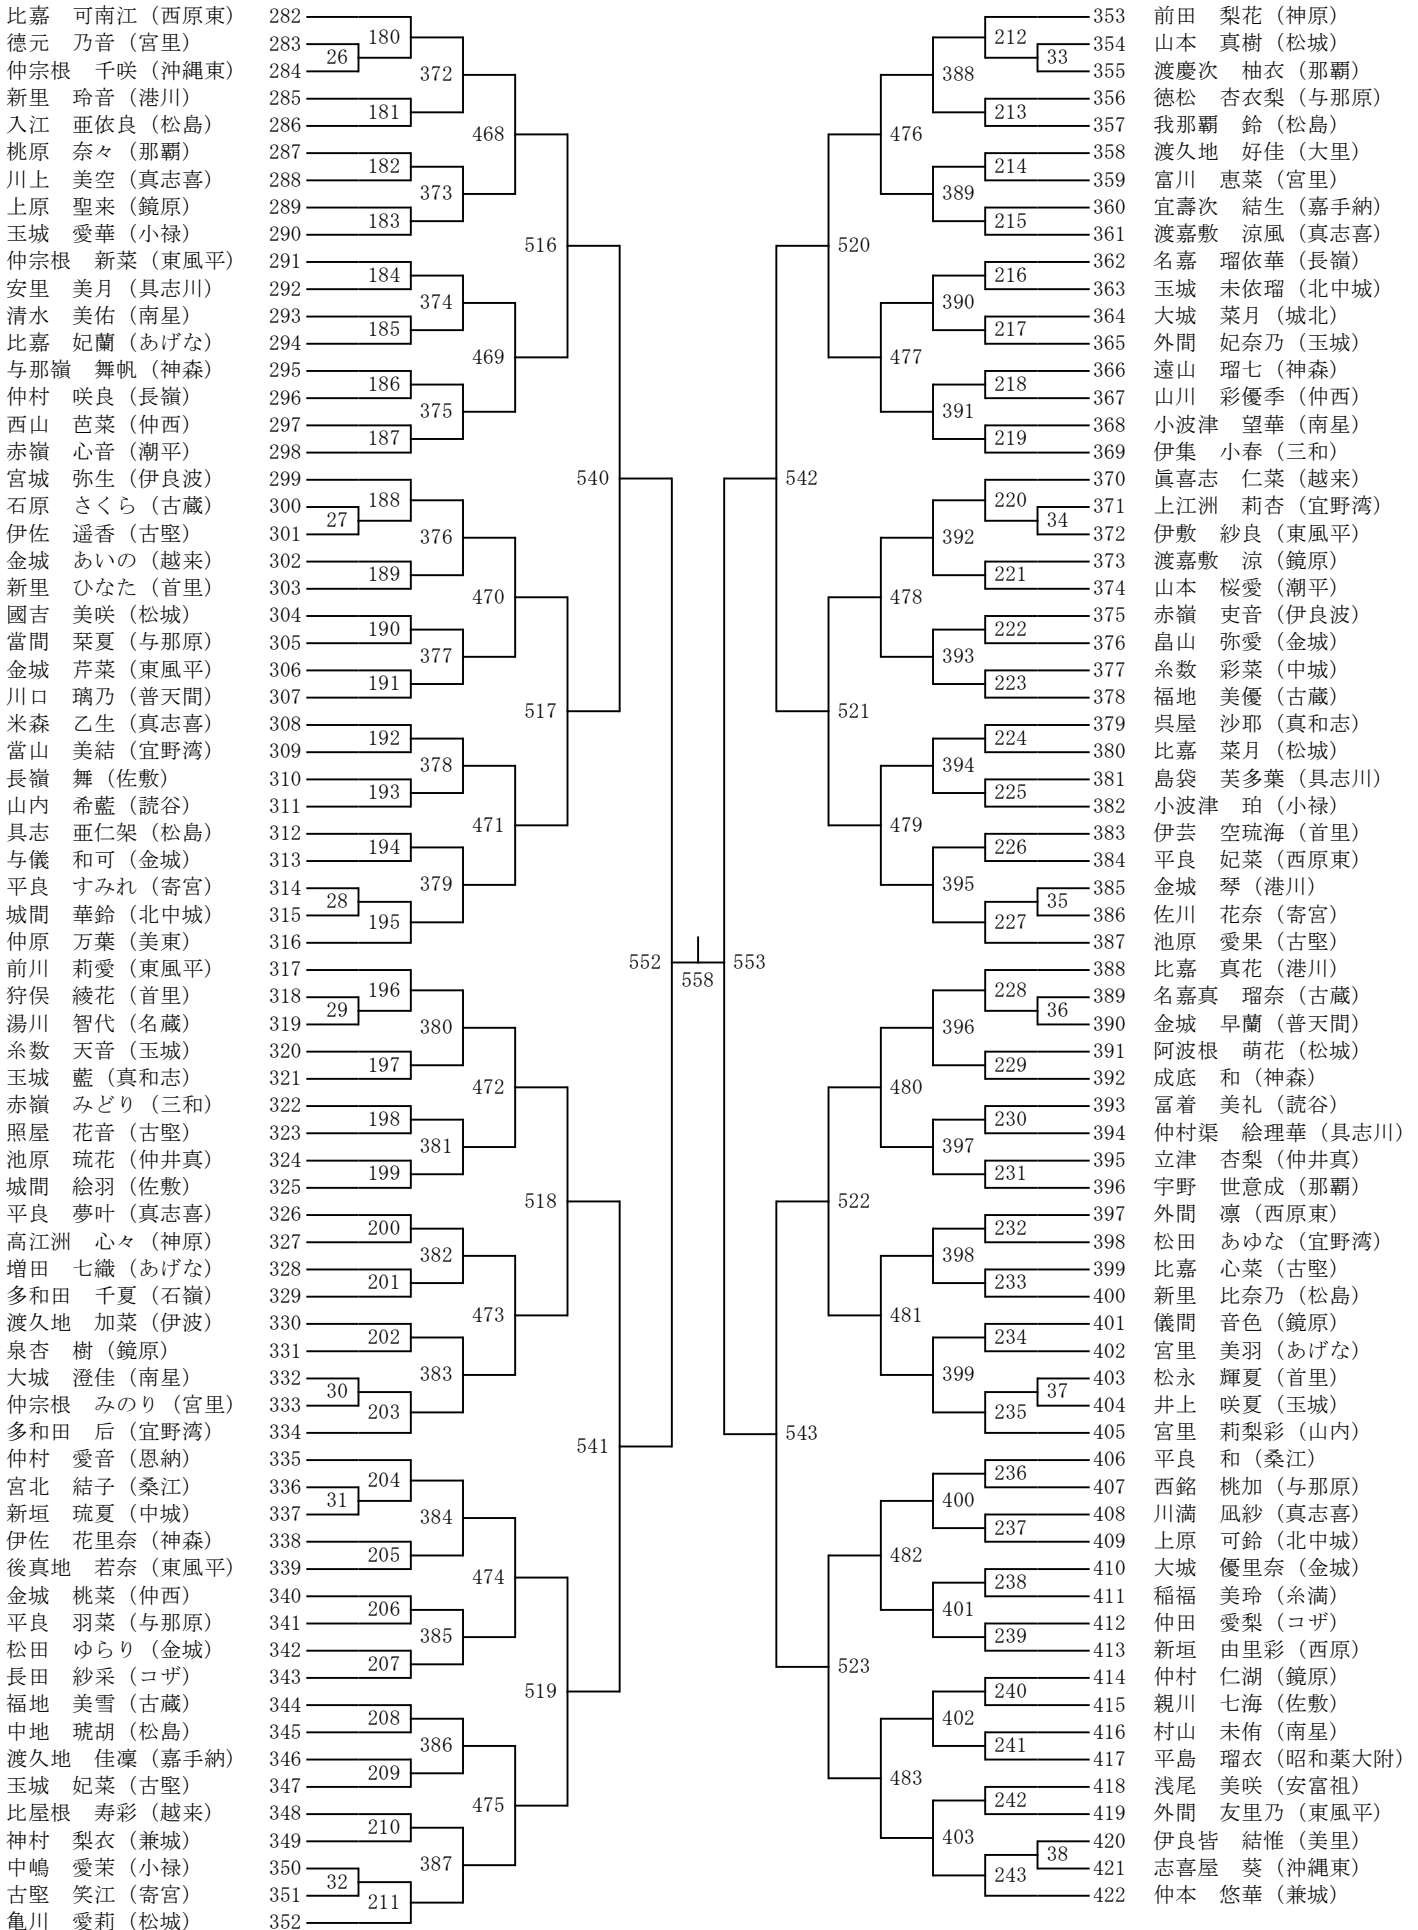 比嘉　可南江（西原東） 282
德元　乃音（宮里） 283
仲宗根　千咲（沖縄東） 284
新里　玲音（港川） 285
入江　亜依良（松島） 286
桃原　奈々（那覇） 287
川上　美空（真志喜） 288
上原　聖来（鏡原） 289
玉城　愛華（小禄） 290
仲宗根　新菜（東風平） 291
安里　美月（具志川） 292
清水　美佑（南星） 293
比嘉　妃蘭（あげな） 294
与那嶺　舞帆（神森） 295
仲村　咲良（長嶺） 296
西山　芭菜（仲西） 297
赤嶺　心音（潮平） 298
宮城　弥生（伊良波） 299
石原　さくら（古蔵） 300
伊佐　遥香（古堅） 301
金城　あいの（越来） 302
新里　ひなた（首里） 303
國吉　美咲（松城） 304
當間　栞夏（与那原） 305
金城　芹菜（東風平） 306
川口　璃乃（普天間） 307
米森　乙生（真志喜） 308
當山　美結（宜野湾） 309
長嶺　舞（佐敷） 310
山内　希藍（読谷） 311
具志　亜仁架（松島） 312
与儀　和可（金城） 313
平良　すみれ（寄宮） 314
城間　華鈴（北中城） 315
仲原　万葉（美東） 316
前川　莉愛（東風平） 317
狩俣　綾花（首里） 318
湯川　智代（名蔵） 319
糸数　天音（玉城） 320
玉城　藍（真和志） 321
赤嶺　みどり（三和） 322
照屋　花音（古堅） 323
池原　琉花（仲井真） 324
城間　絵羽（佐敷） 325
平良　夢叶（真志喜） 326
高江洲　心々（神原） 327
増田　七織（あげな） 328
多和田　千夏（石嶺） 329
渡久地　加菜（伊波） 330
泉杏　樹（鏡原） 331
大城　澄佳（南星） 332
仲宗根　みのり（宮里） 333
多和田　后（宜野湾） 334
仲村　愛音（恩納） 335
宮北　結子（桑江） 336
新垣　琉夏（中城） 337
伊佐　花里奈（神森） 338
後真地　若奈（東風平） 339
金城　桃菜（仲西） 340
平良　羽菜（与那原） 341
松田　ゆらり（金城） 342
長田　紗采（コザ） 343
福地　美雪（古蔵） 344
中地　琥胡（松島） 345
渡久地　佳凜（嘉手納） 346
玉城　妃菜（古堅） 347
比屋根　寿彩（越来） 348
神村　梨衣（兼城） 349
中嶋　愛茉（小禄） 350
古堅　笑江（寄宮） 351
亀川　愛莉（松城） 352
26
27
28
29
30
31
32
180
181
182
183
184
185
186
187
188
189
190
191
192
193
194
195
196
197
198
199
200
201
202
203
204
205
206
207
208
209
210
211
372
373
374
375
376
377
378
379
380
381
382
383
384
385
386
387
468
469
470
471
472
473
474
475
516
517
518
519
540
541
552
558
553
542
543
520
521
522
523
476
477
478
479
480
481
482
483
388
389
390
391
392
393
394
395
396
397
398
399
400
401
402
403
212
213
214
215
216
217
218
219
220
221
222
223
224
225
226
227
228
229
230
231
232
233
234
235
236
237
238
239
240
241
242
243
33
34
35
36
37
38
353 前田　梨花（神原）
354 山本　真樹（松城）
355 渡慶次　柚衣（那覇）
356 徳松　杏衣梨（与那原）
357 我那覇　鈴（松島）
358 渡久地　好佳（大里）
359 富川　恵菜（宮里）
360 宜壽次　結生（嘉手納）
361 渡嘉敷　涼風（真志喜）
362 名嘉　瑠依華（長嶺）
363 玉城　未依瑠（北中城）
364 大城　菜月（城北）
365 外間　妃奈乃（玉城）
366 遠山　瑠七（神森）
367 山川　彩優季（仲西）
368 小波津　望華（南星）
369 伊集　小春（三和）
370 眞喜志　仁菜（越来）
371 上江洲　莉杏（宜野湾）
372 伊敷　紗良（東風平）
373 渡嘉敷　涼（鏡原）
374 山本　桜愛（潮平）
375 赤嶺　吏音（伊良波）
376 畠山　弥愛（金城）
377 糸数　彩菜（中城）
378 福地　美優（古蔵）
379 呉屋　沙耶（真和志）
380 比嘉　菜月（松城）
381 島袋　芙多葉（具志川）
382 小波津　珀（小禄）
383 伊芸　空琉海（首里）
384 平良　妃菜（西原東）
385 金城　琴（港川）
386 佐川　花奈（寄宮）
387 池原　愛果（古堅）
388 比嘉　真花（港川）
389 名嘉真　瑠奈（古蔵）
390 金城　早蘭（普天間）
391 阿波根　萌花（松城）
392 成底　和（神森）
393 冨着　美礼（読谷）
394 仲村渠　絵理華（具志川）
395 立津　杏梨（仲井真）
396 宇野　世意成（那覇）
397 外間　凛（西原東）
398 松田　あゆな（宜野湾）
399 比嘉　心菜（古堅）
400 新里　比奈乃（松島）
401 儀間　音色（鏡原）
402 宮里　美羽（あげな）
403 松永　輝夏（首里）
404 井上　咲夏（玉城）
405 宮里　莉梨彩（山内）
406 平良　和（桑江）
407 西銘　桃加（与那原）
408 川満　凪紗（真志喜）
409 上原　可鈴（北中城）
410 大城　優里奈（金城）
411 稲福　美玲（糸満）
412 仲田　愛梨（コザ）
413 新垣　由里彩（西原）
414 仲村　仁湖（鏡原）
415 親川　七海（佐敷）
416 村山　未侑（南星）
417 平島　瑠衣（昭和薬大附）
418 浅尾　美咲（安富祖）
419 外間　友里乃（東風平）
420 伊良皆　結惟（美里）
421 志喜屋　葵（沖縄東）
422 仲本　悠華（兼城）